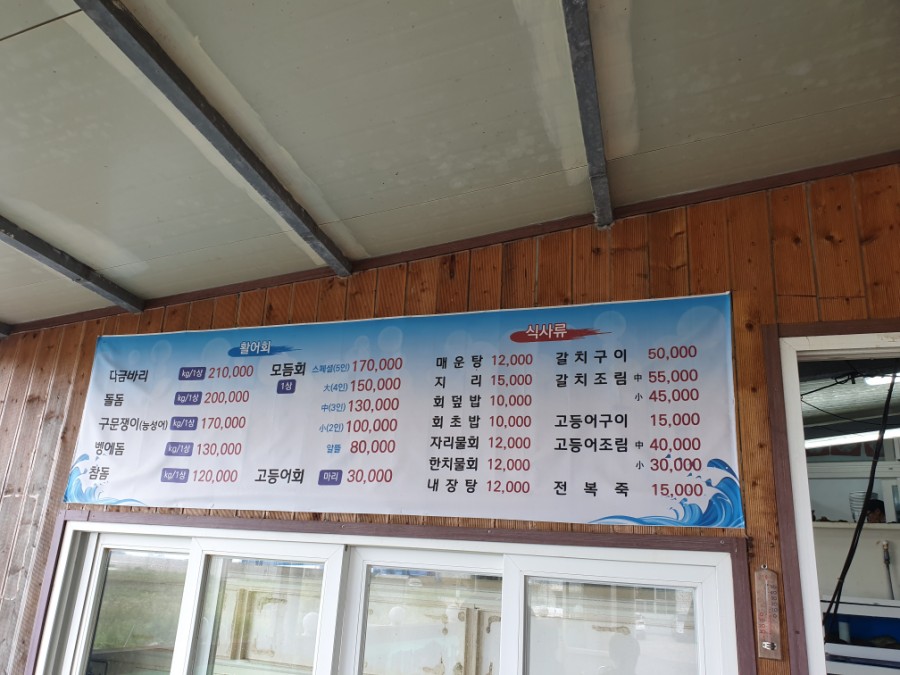 활어회
다금바리 kg/1상 210,000
돌돔 kg/1상 200,000
구문쟁이(능성어) kg/1상 170,000
벵에돔 kg/1상 130,000
참돔 kg/1상 120,000
모듬회 스페셜(5인) 170,000
1상 大(4인) 150,000
中(3인) 130,000
小(2인) 100,000
알뜰 80,000
고등어회 마리 30,000
식사류
매운탕 12,000
지리 15,000
회덮밥 10,000
회초밥 10,000
자리물회 12,000
한치물회 12,000
내장탕 12,000
갈치구이 50,000
갈치조림 中 55,000
小 45,000
고등어구이 15,000
고등어조림 中 40,000
小 30,000
전복죽 15,000